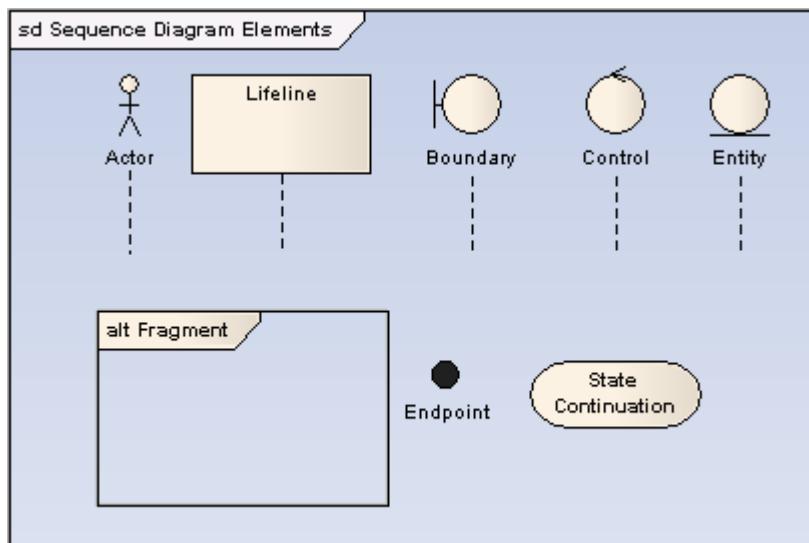 sd Sequence Diagram Elements
Lifeline
Actor
Boundary
Control
Entity
alt Fragment
Endpoint
State
Continuation